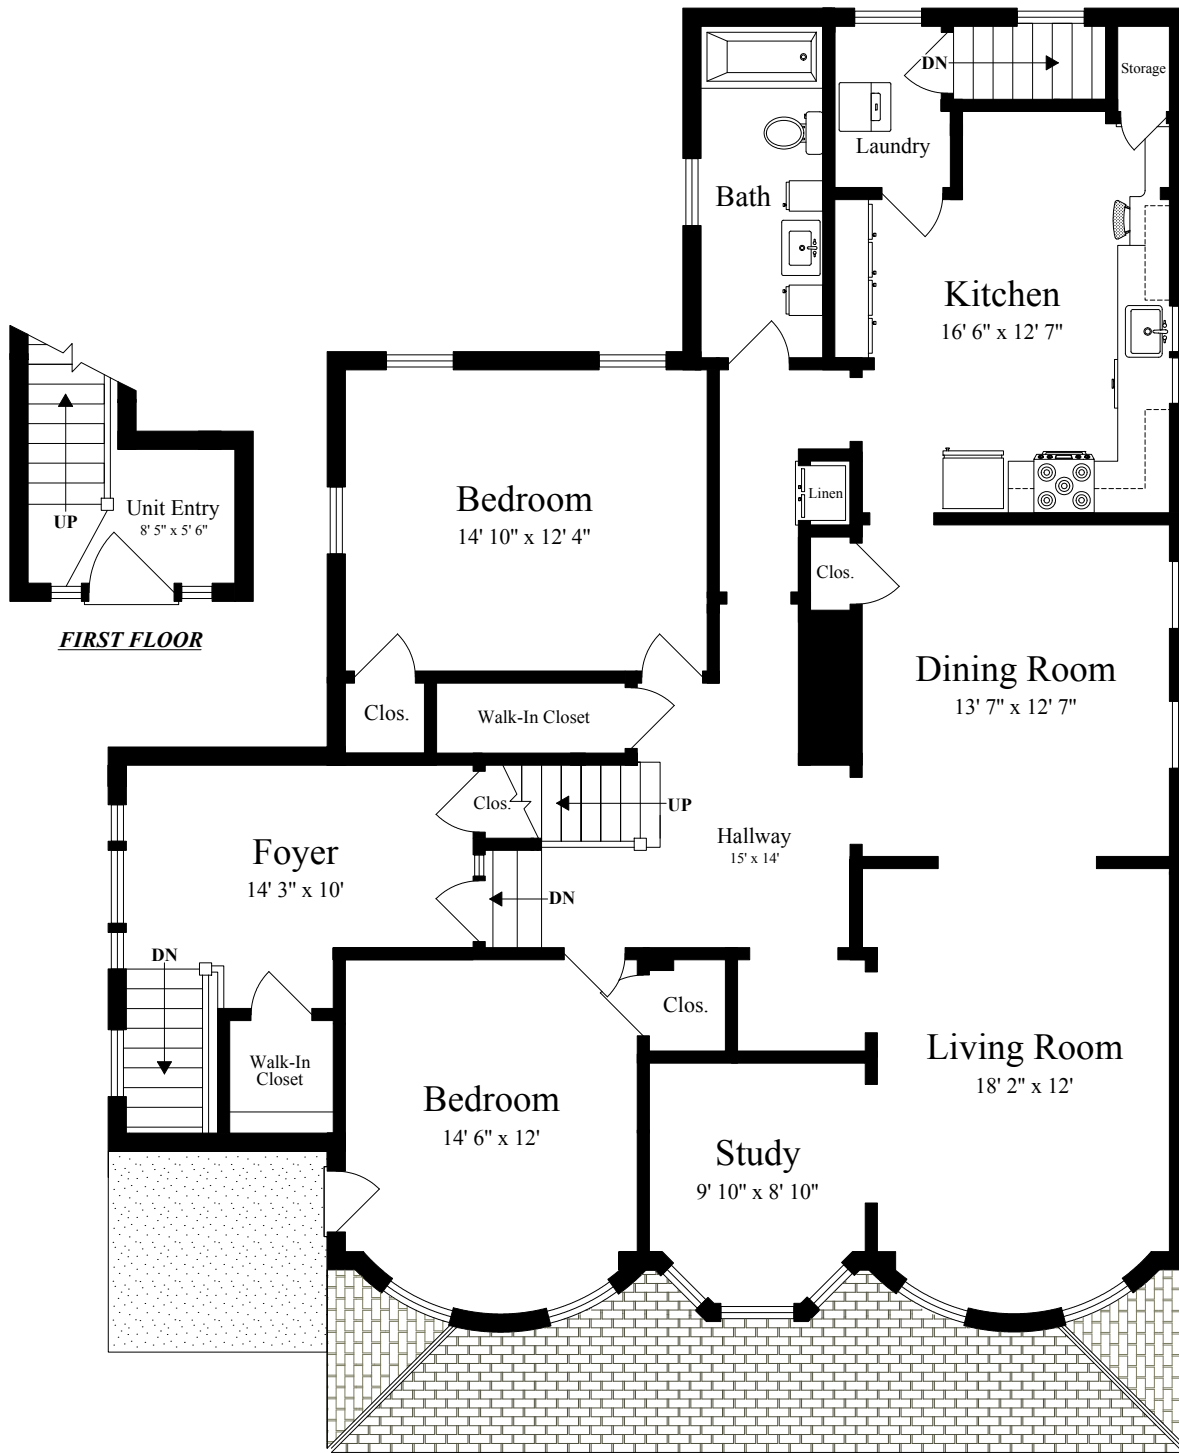 DN
Storage
Laundry
Bath
Kitchen
16' 6" x 12' 7"
Unit Entry
8' 5" x 5' 6"
UP
FIRST FLOOR
Bedroom
14' 10" x 12' 4"
Linen
Clos.
Dining Room
13' 7" x 12' 7"
Clos.
Walk-In Closet
Clos.
UP
Hallway
15' x 14'
Foyer
14' 3" x 10'
DN
DN
Clos.
Walk-In
Closet
Bedroom
14' 6" x 12'
Living Room
18' 2" x 12'
Study
9' 10" x 8' 10"